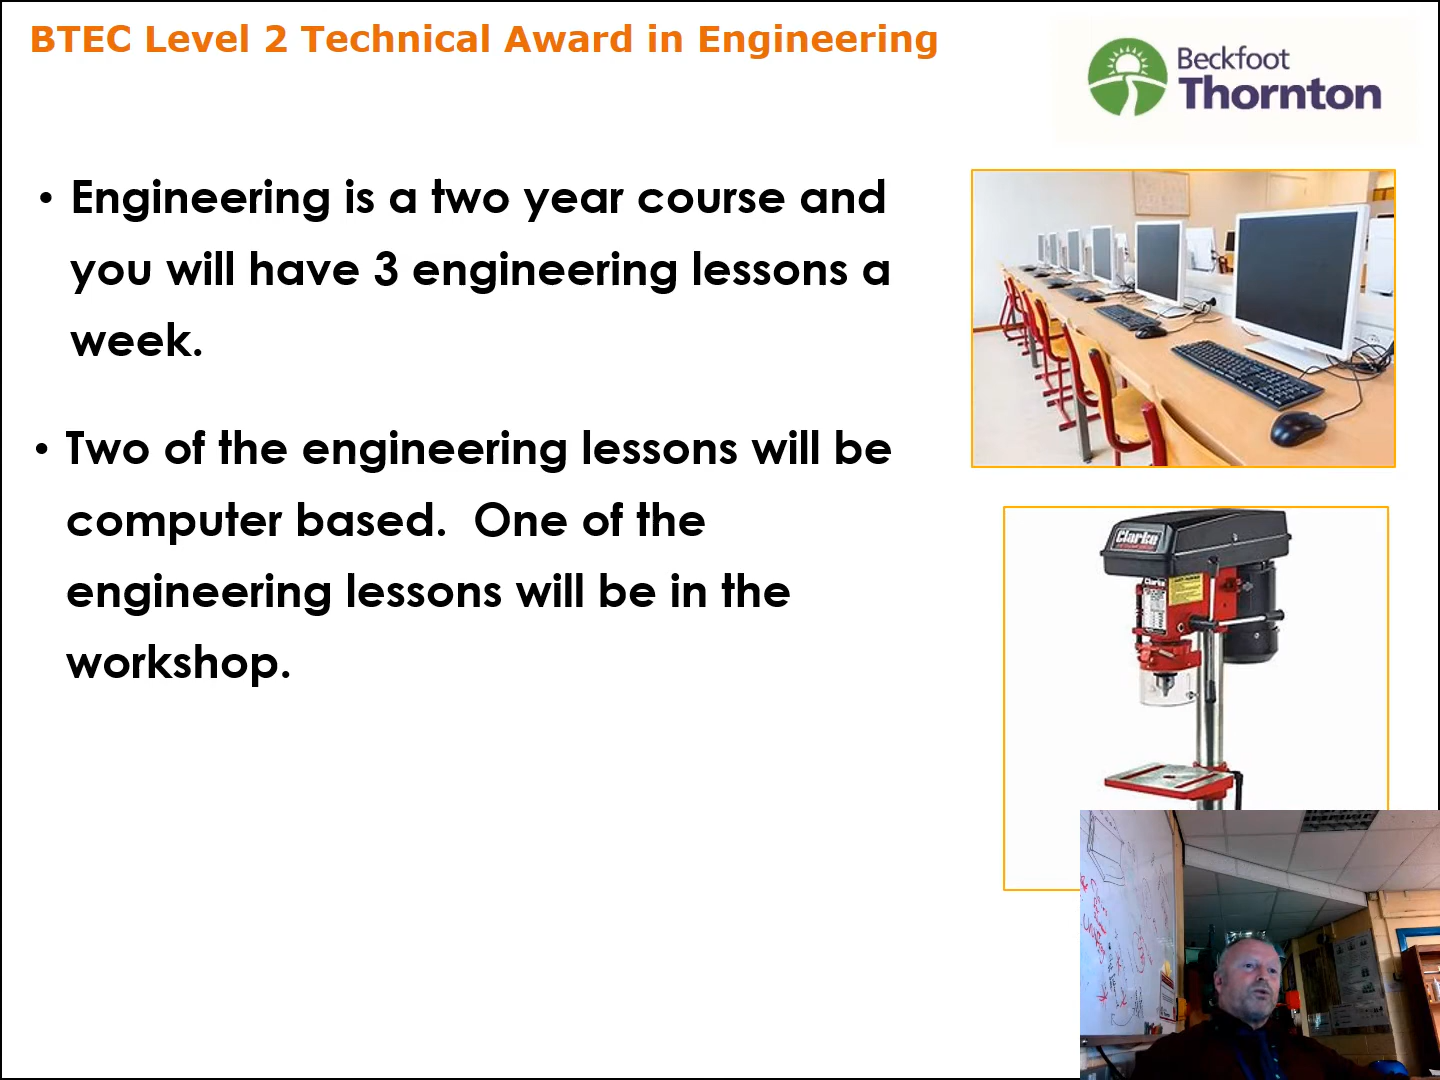 BTEC Level 2 Technical Award in Engineering
Beckfoot
Thornton
• Engineering is a two year course and
you will have 3 engineering lessons a
week.
• Two of the engineering lessons will be
computer based.  One of the
engineering lessons will be in the
workshop.
Clarke
Clarke